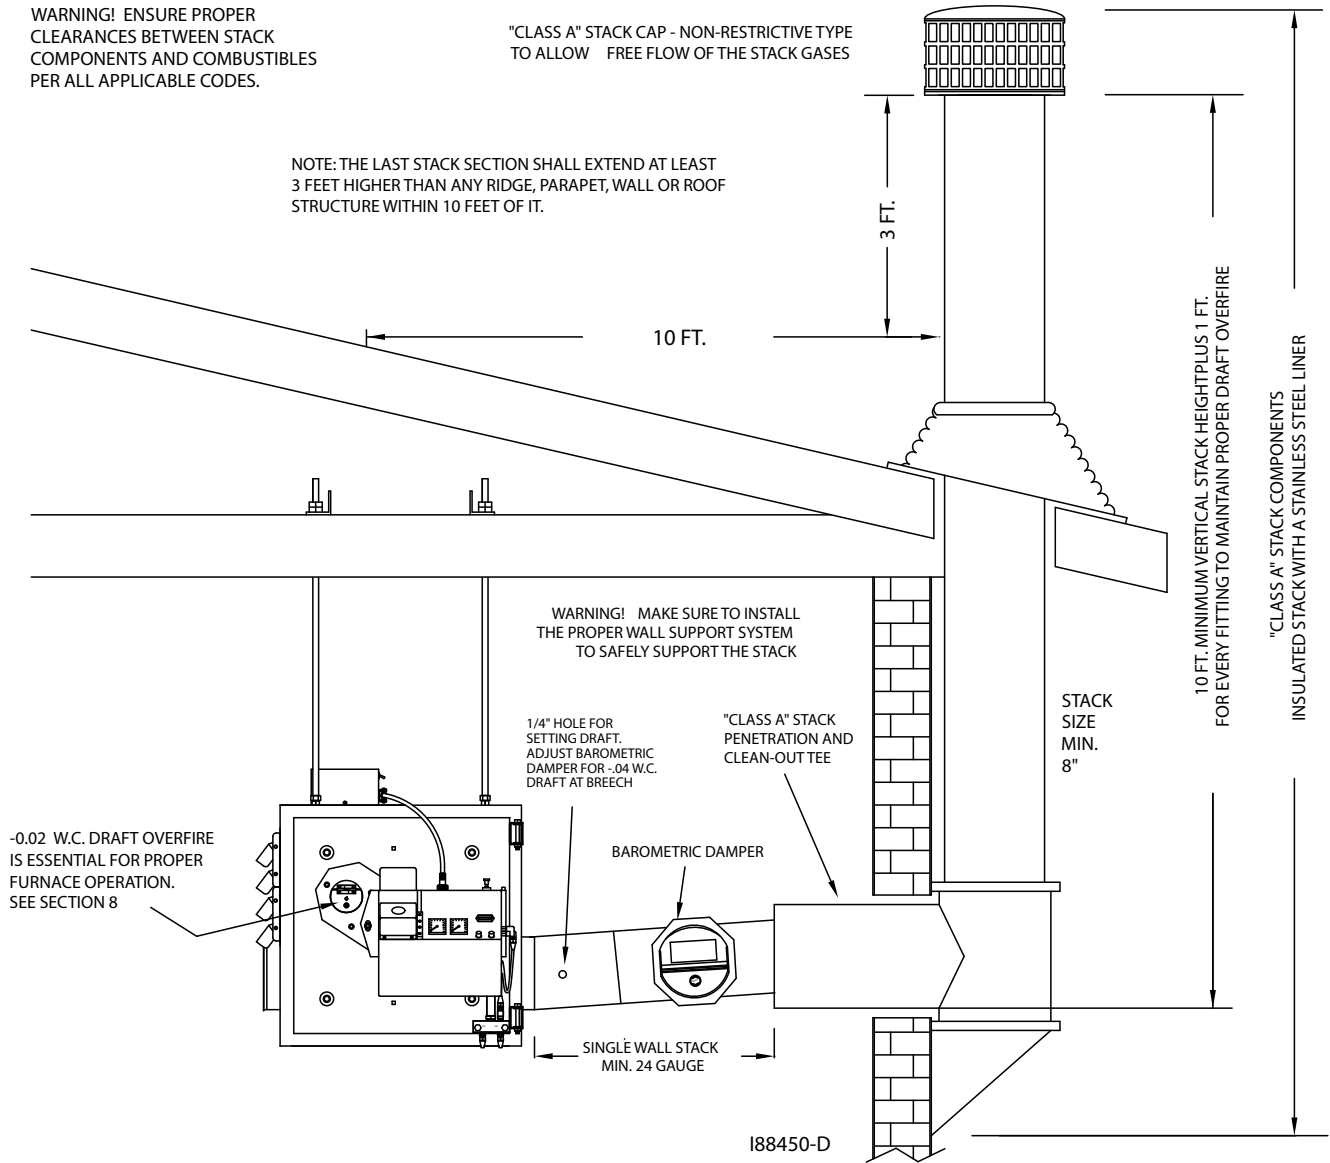 WARNING! ENSURE PROPER
CLEARANCES BETWEEN STACK
COMPONENTS AND COMBUSTIBLES
PER ALL APPLICABLE CODES.
"CLASS A" STACK CAP - NON-RESTRICTIVE TYPE
TO ALLOW FREE FLOW OF THE STACK GASES
NOTE: THE LAST STACK SECTION SHALL EXTEND AT LEAST
3 FEET HIGHER THAN ANY RIDGE, PARAPET, WALL OR ROOF
STRUCTURE WITHIN 10 FEET OF IT.
3 FT.
10 FT.
10 FT. MINIMUM VERTICAL STACK HEIGHTPLUS 1 FT.
FOR EVERY FITTING TO MAINTAIN PROPER DRAFT OVERFIRE
"CLASS A" STACK COMPONENTS
INSULATED STACK WITH A STAINLESS STEEL LINER
WARNING! MAKE SURE TO INSTALL
THE PROPER WALL SUPPORT SYSTEM
TO SAFELY SUPPORT THE STACK
STACK
SIZE
MIN.
8"
1/4" HOLE FOR
SETTING DRAFT.
ADJUST BAROMETRIC
DAMPER FOR -.04 W.C.
DRAFT AT BREECH
"CLASS A" STACK
PENETRATION AND
CLEAN-OUT TEE
-0.02 W.C. DRAFT OVERFIRE
IS ESSENTIAL FOR PROPER
FURNACE OPERATION.
SEE SECTION 8
BAROMETRIC DAMPER
SINGLE WALL STACK
MIN. 24 GAUGE
I88450-D